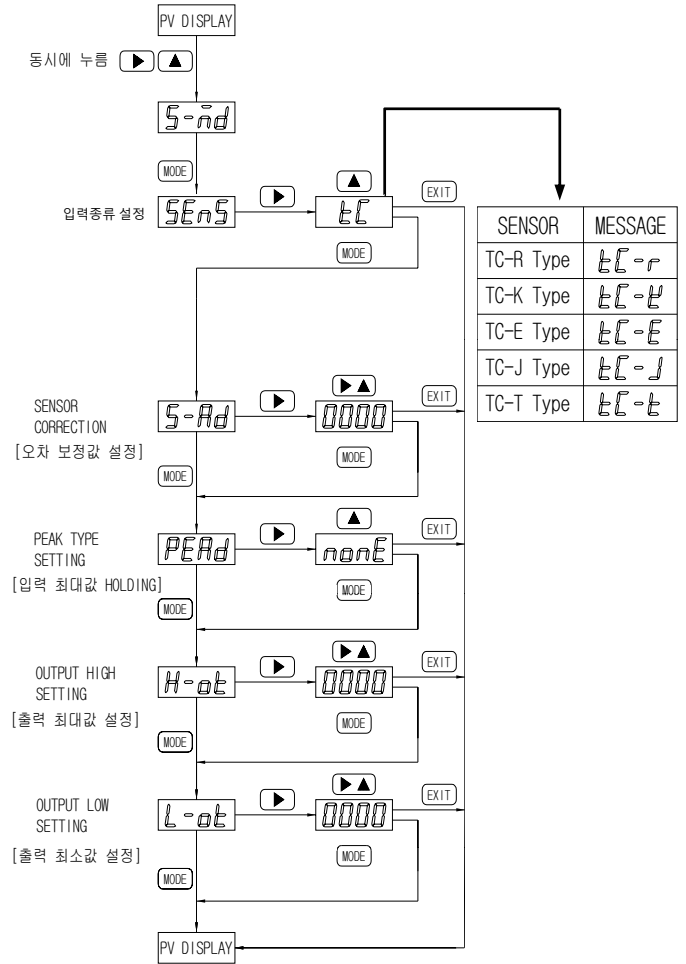 PV DISPLAY
동시에 누름 ▶ ▲
S-md
MODE
입력종류 설정 SEnS ▶ ▲ tC EXIT
MODE
SENSOR MESSAGE
TC-R Type tC-r
TC-K Type tC-K
TC-E Type tC-E
TC-J Type tC-J
TC-T Type tC-t
SENSOR
CORRECTION
[오차 보정값 설정]
S-Ad ▶ ▶▲ 0000 EXIT
MODE
MODE
PEAK TYPE
SETTING
[입력 최대값 HOLDING]
PEAd ▶ ▲ nonE EXIT
MODE
MODE
OUTPUT HIGH
SETTING
[출력 최대값 설정]
H-ot ▶ ▶▲ 0000 EXIT
MODE
MODE
OUTPUT LOW
SETTING
[출력 최소값 설정]
L-ot ▶ ▶▲ 0000 EXIT
MODE
MODE
PV DISPLAY